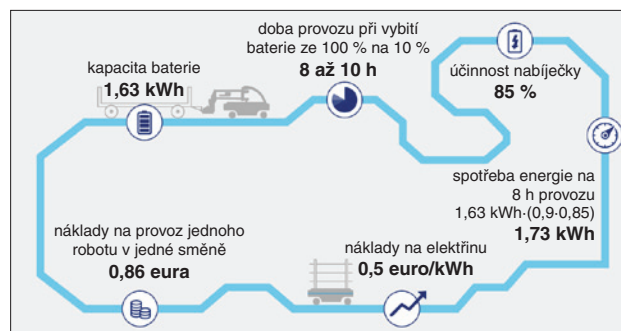 kapacita baterie
1,63 kWh
doba provozu při vybití
baterie ze 100 % na 10 %
8 až 10 h
účinnost nabíječky
85 %
spotřeba energie na
8 h provozu
1,63 kWh·(0,9·0,85)
1,73 kWh
náklady na elektřinu
0,5 euro/kWh
náklady na provoz jednoho
robotu v jedné směně
0,86 eura